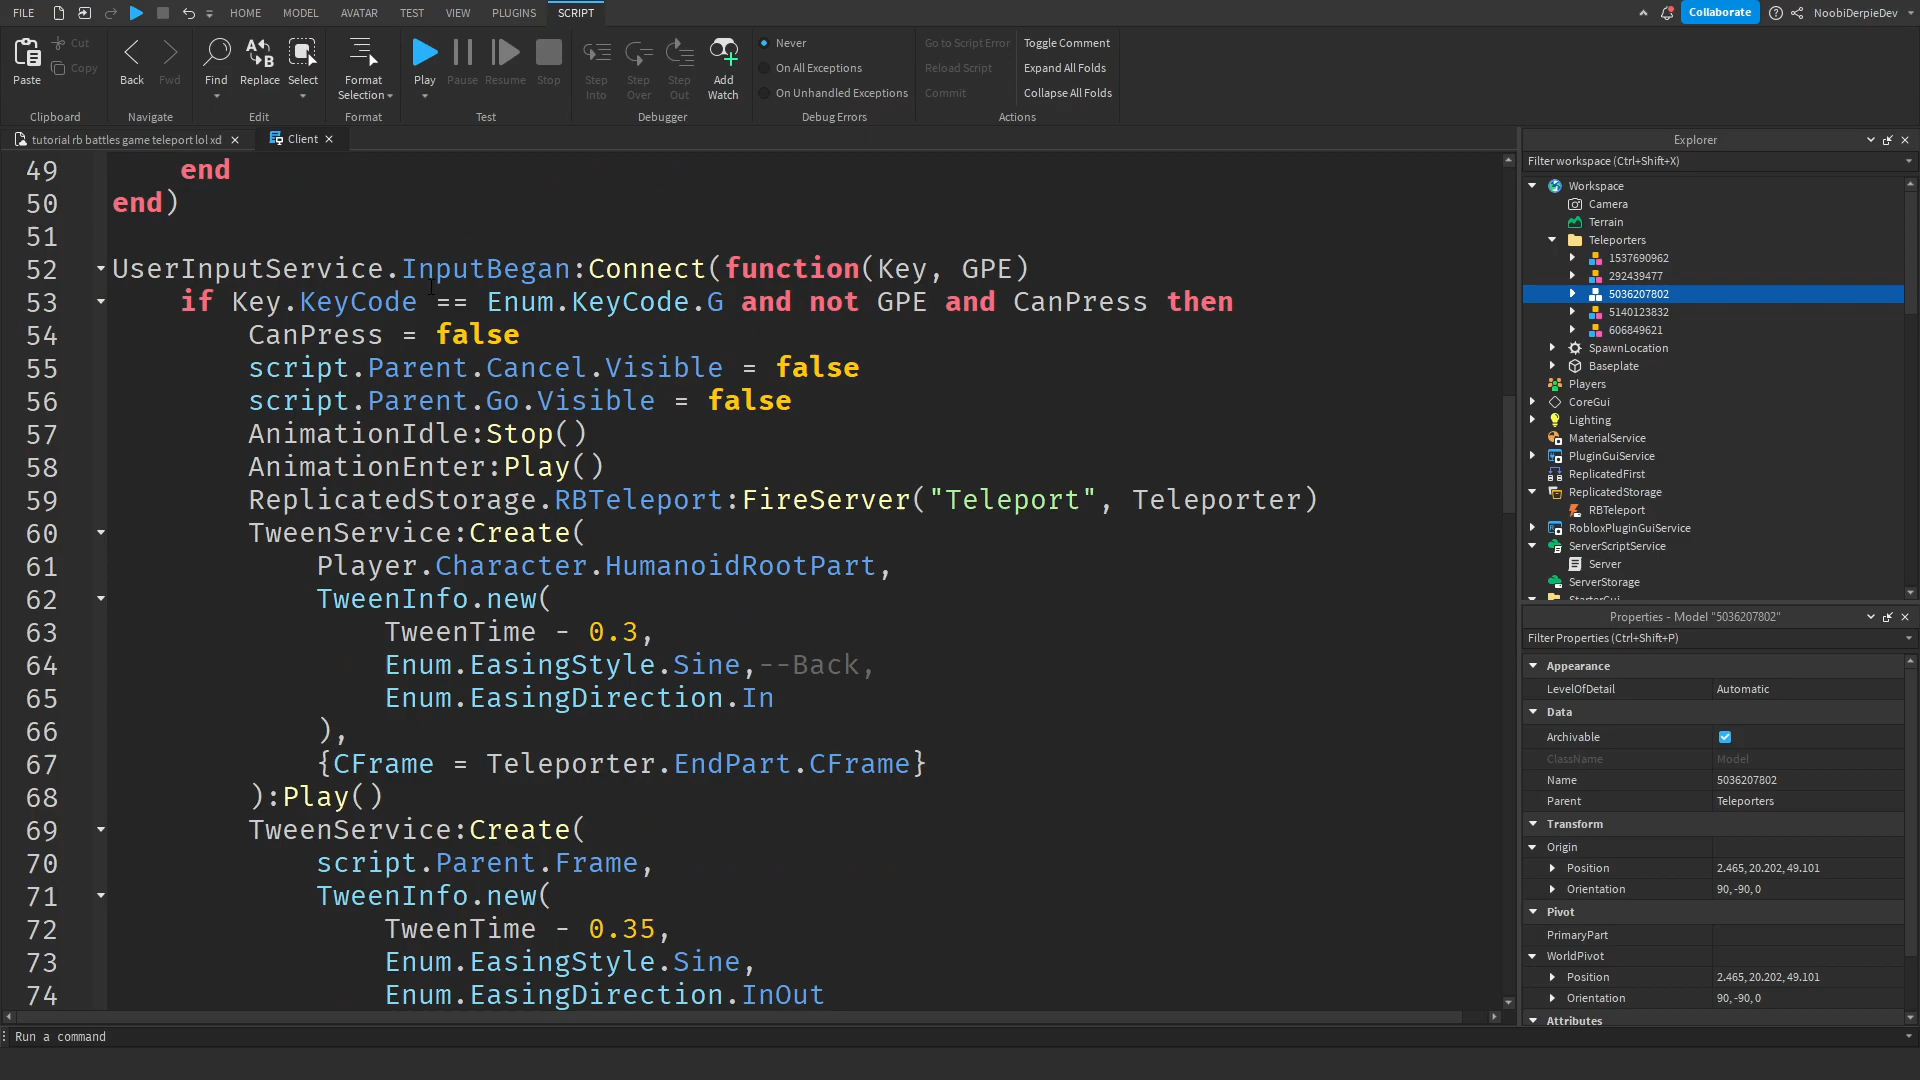 FILE HOME MODEL AVATAR TEST VIEW PLUGINS SCRIPT Collaborate NoobiDerpieDev
Paste Cut Copy Back Fwd Find Replace Select Format Selection Play Pause Resume Stop Step Into Step Over Step Out Add Watch
Never
On All Exceptions
On Unhandled Exceptions
Go to Script Error
Reload Script
Commit
Toggle Comment
Expand All Folds
Collapse All Folds
Clipboard Navigate Edit Format Test Debugger Debug Errors Actions
tutorial rb battles game teleport lol xd Client
49 end
50 end)
51
52 UserInputService.InputBegan:Connect(function(Key, GPE)
53 if Key.KeyCode == Enum.KeyCode.G and not GPE and CanPress then
54 CanPress = false
55 script.Parent.Cancel.Visible = false
56 script.Parent.Go.Visible = false
57 AnimationIdle:Stop()
58 AnimationEnter:Play()
59 ReplicatedStorage.RBTeleport:FireServer("Teleport", Teleporter)
60 TweenService:Create(
61 Player.Character.HumanoidRootPart,
62 TweenInfo.new(
63 TweenTime - 0.3,
64 Enum.EasingStyle.Sine,--Back,
65 Enum.EasingDirection.In
66 ),
67 {CFrame = Teleporter.EndPart.CFrame}
68 ):Play()
69 TweenService:Create(
70 script.Parent.Frame,
71 TweenInfo.new(
72 TweenTime - 0.35,
73 Enum.EasingStyle.Sine,
74 Enum.EasingDirection.InOut
Run a command
Explorer
Filter workspace (Ctrl+Shift+X)
Workspace
Camera
Terrain
Teleporters
1537690962
292439477
5036207802
5140123832
606849621
SpawnLocation
Baseplate
Players
CoreGui
Lighting
MaterialService
PluginGuiService
ReplicatedFirst
ReplicatedStorage
RBTeleport
RobloxPluginGuiService
ServerScriptService
Server
ServerStorage
StarterGui
Properties - Model "5036207802"
Filter Properties (Ctrl+Shift+P)
Appearance
LevelOfDetail Automatic
Data
Archivable
ClassName Model
Name 5036207802
Parent Teleporters
Transform
Origin
Position 2.465, 20.202, 49.101
Orientation 90, -90, 0
Pivot
PrimaryPart
WorldPivot
Position 2.465, 20.202, 49.101
Orientation 90, -90, 0
Attributes